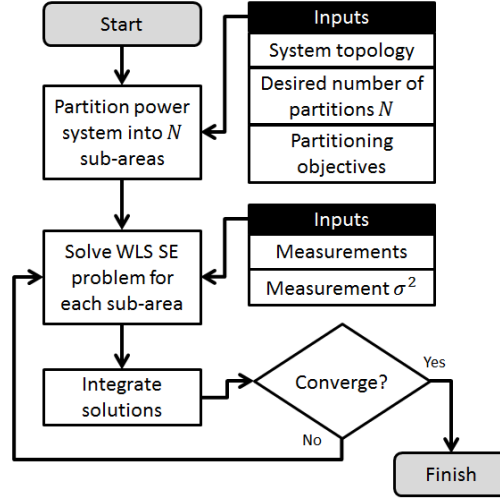 Start
Inputs
System topology
Desired number of
partitions N
Partitioning
objectives
Partition power
system into N
sub-areas
Inputs
Measurements
Measurement σ²
Solve WLS SE
problem for
each sub-area
Integrate
solutions
Converge?
Yes
No
Finish